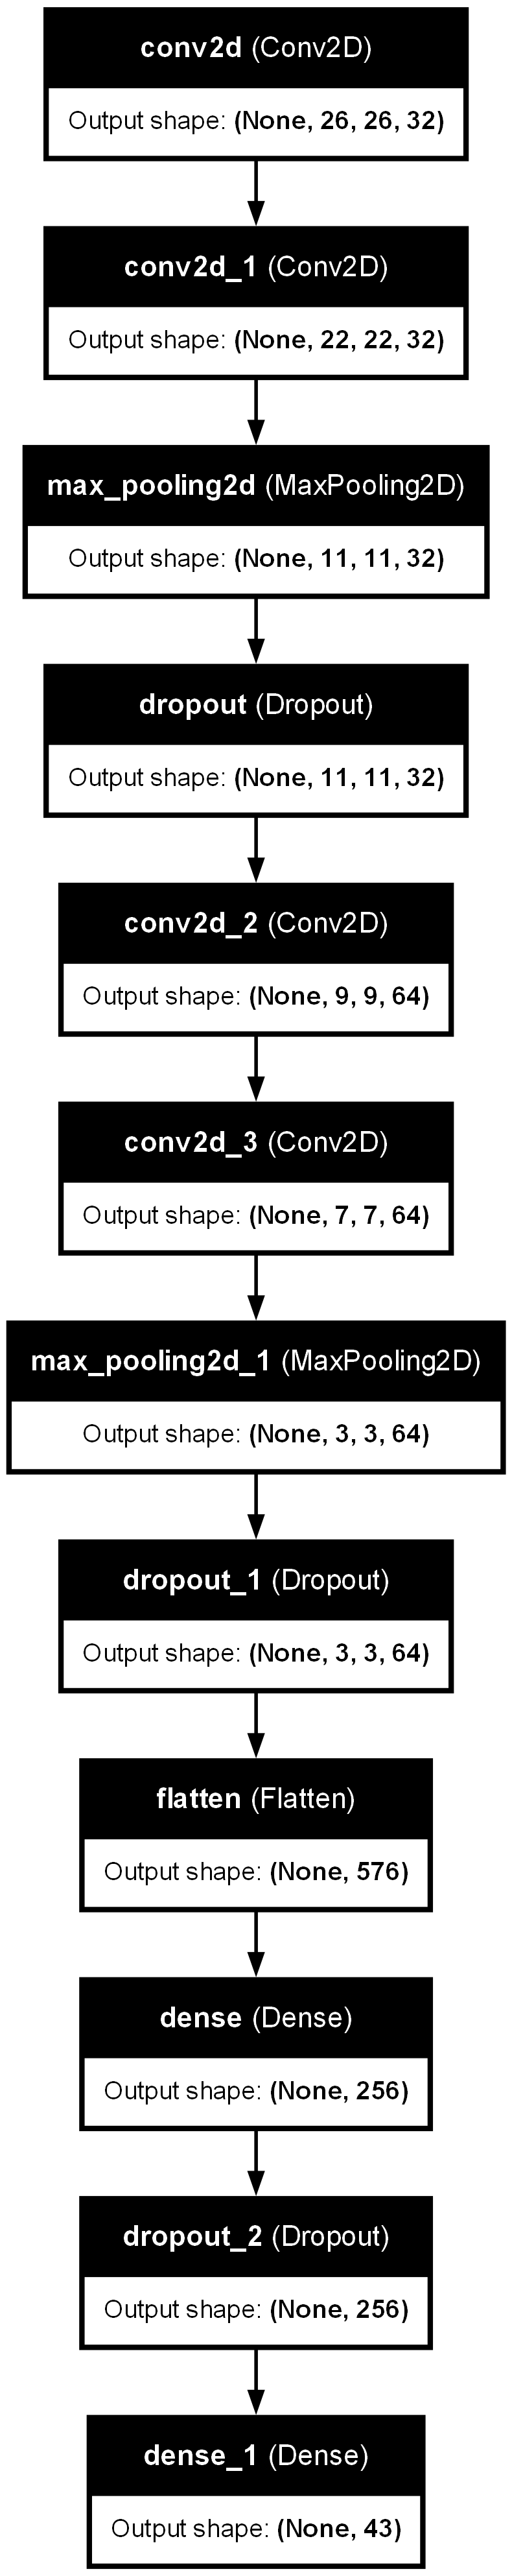 conv2d (Conv2D)
Output shape: (None, 26, 26, 32)
conv2d_1 (Conv2D)
Output shape: (None, 22, 22, 32)
max_pooling2d (MaxPooling2D)
Output shape: (None, 11, 11, 32)
dropout (Dropout)
Output shape: (None, 11, 11, 32)
conv2d_2 (Conv2D)
Output shape: (None, 9, 9, 64)
conv2d_3 (Conv2D)
Output shape: (None, 7, 7, 64)
max_pooling2d_1 (MaxPooling2D)
Output shape: (None, 3, 3, 64)
dropout_1 (Dropout)
Output shape: (None, 3, 3, 64)
flatten (Flatten)
Output shape: (None, 576)
dense (Dense)
Output shape: (None, 256)
dropout_2 (Dropout)
Output shape: (None, 256)
dense_1 (Dense)
Output shape: (None, 43)